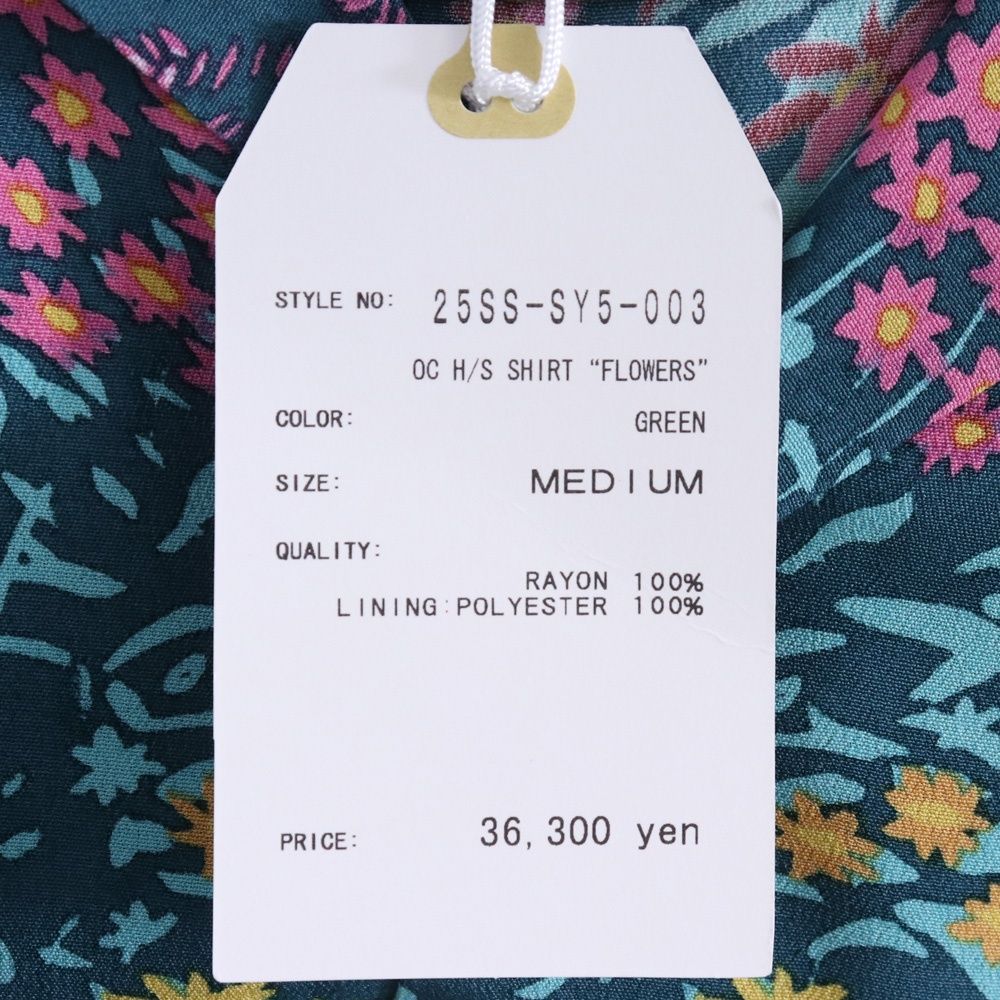 STYLE NO: 25SS-SY5-003
OC H/S SHIRT “FLOWERS”
COLOR: GREEN
SIZE: MEDIUM
QUALITY:
RAYON 100%
LINING:POLYESTER 100%
PRICE: 36,300 yen